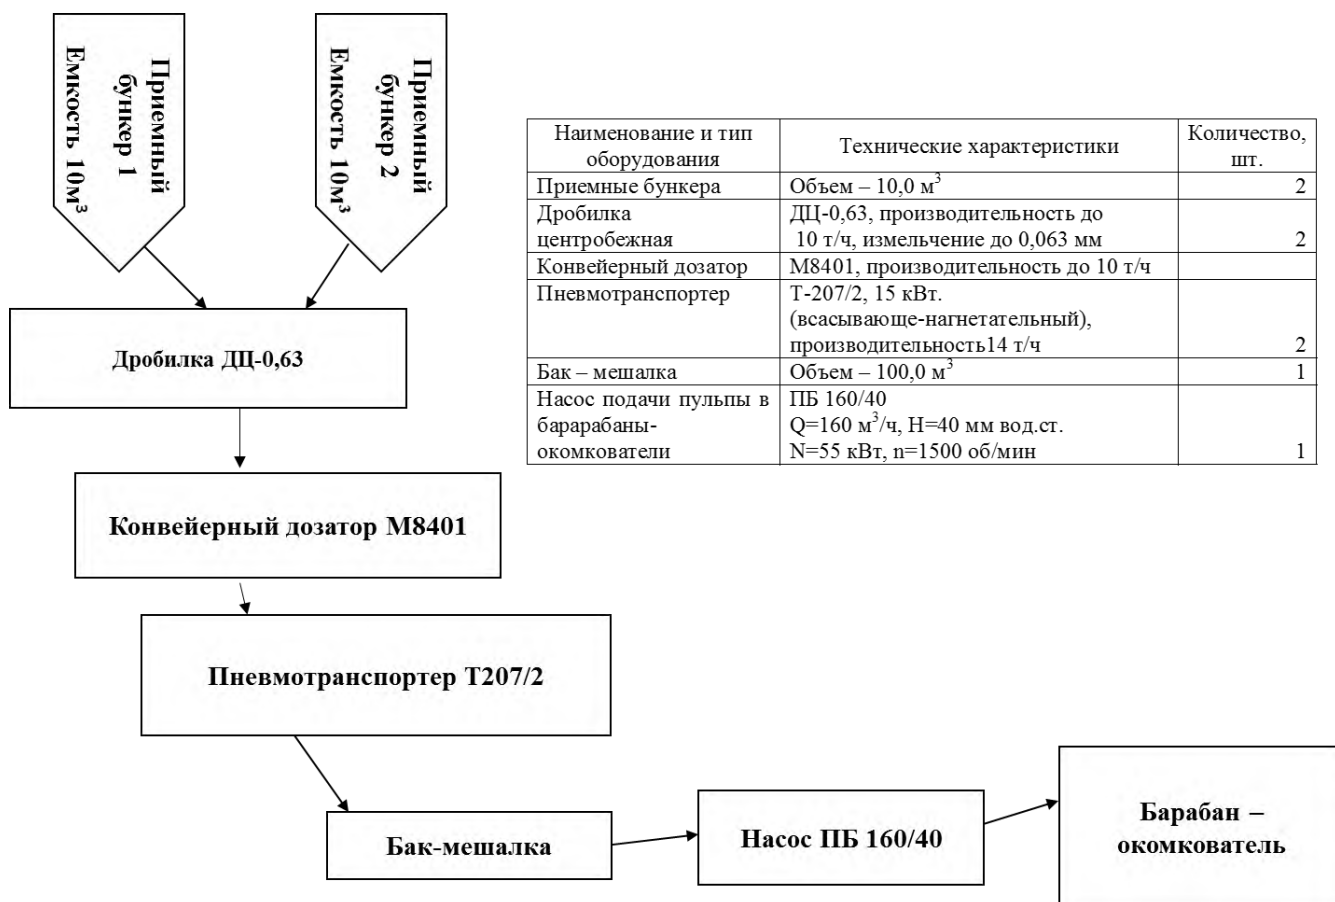 Приемный
бункер 1
Емкость 10м³
Приемный
бункер 2
Емкость 10м³
Наименование и тип
оборудования
Технические характеристики
Количество,
шт.
Приемные бункера
Объем – 10,0 м³
2
Дробилка
центробежная
ДЦ-0,63, производительность до
10 т/ч, измельчение до 0,063 мм
2
Конвейерный дозатор
М8401, производительность до 10 т/ч
Пневмотранспортер
Т-207/2, 15 кВт.
(всасывающе-нагнетательный),
производительность14 т/ч
2
Бак – мешалка
Объем – 100,0 м³
1
Насос подачи пульпы в
барарабаны-
окомкователи
ПБ 160/40
Q=160 м³/ч, Н=40 мм вод.ст.
N=55 кВт, n=1500 об/мин
1
Дробилка ДЦ-0,63
Конвейерный дозатор М8401
Пневмотранспортер Т207/2
Бак-мешалка
Насос ПБ 160/40
Барабан –
окомкователь